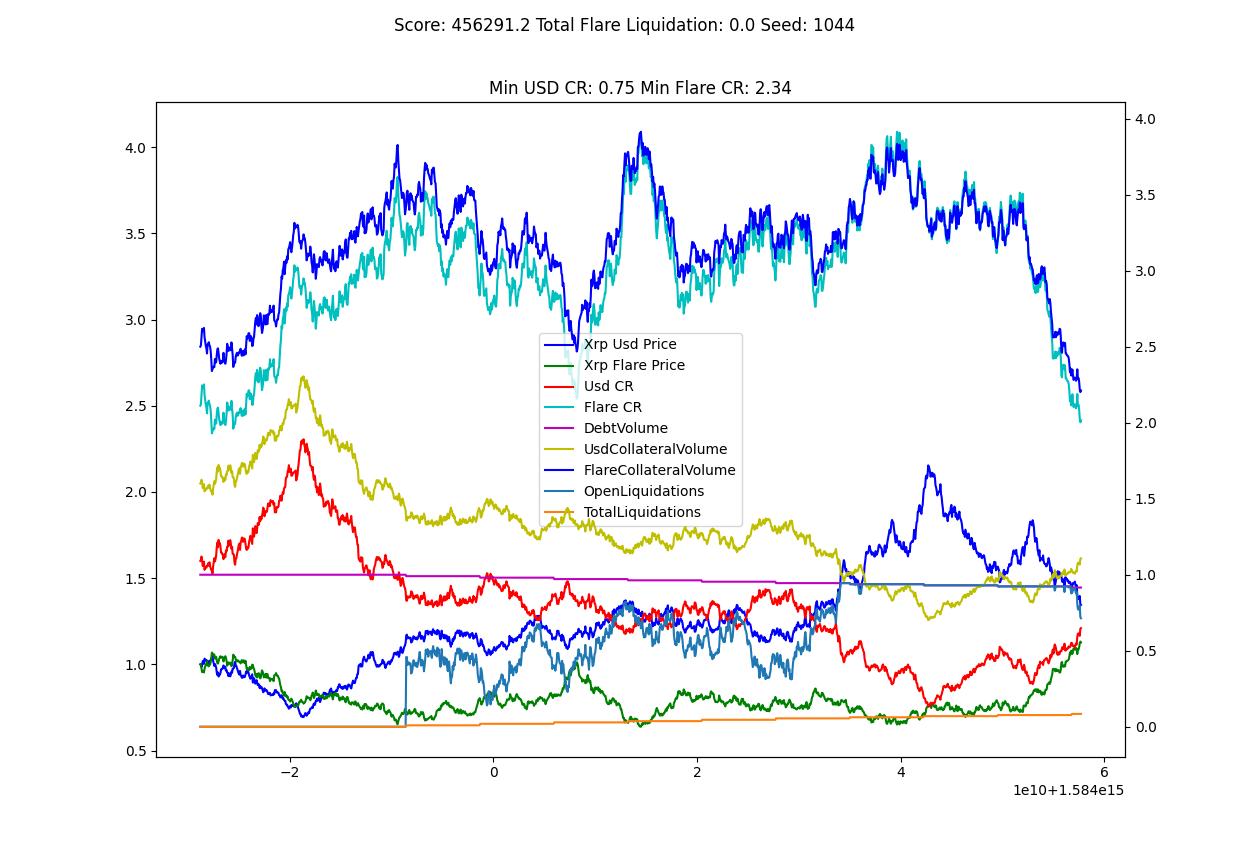 Score: 456291.2 Total Flare Liquidation: 0.0 Seed: 1044
Min USD CR: 0.75 Min Flare CR: 2.34
4.0
3.5
3.0
2.5
2.0
1.5
1.0
0.5
4.0
3.5
3.0
2.5
2.0
1.5
1.0
0.5
0.0
Xrp Usd Price
Xrp Flare Price
Usd CR
Flare CR
DebtVolume
UsdCollateralVolume
FlareCollateralVolume
OpenLiquidations
TotalLiquidations
−2 0 2 4 6
1e10+1.584e15